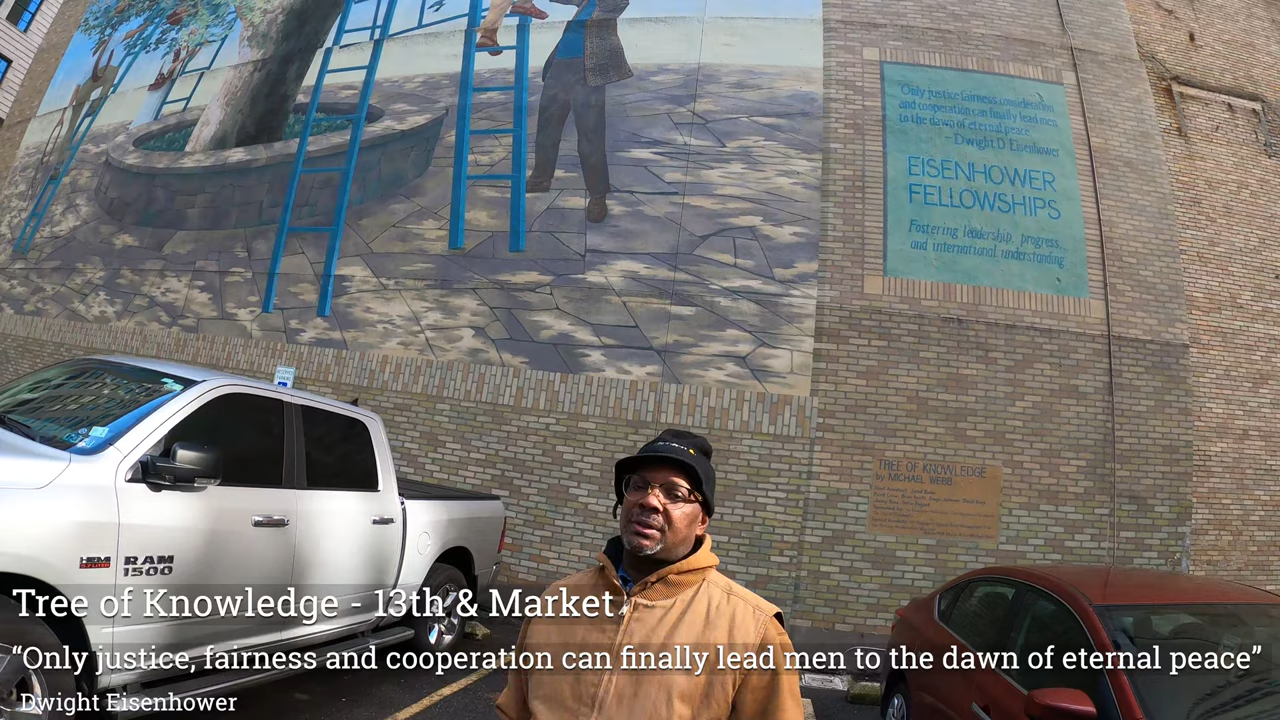 "Only justice fairness consideration
and cooperation can finally lead men
to the dawn of eternal peace
- Dwight D Eisenhower
EISENHOWER
FELLOWSHIPS
Fostering leadership, progress...
and international understanding
TREE OF KNOWLEDGE
by MICHAEL WEBB
HEMI
5.7 LITER
RAM
1500
Tree of Knowledge - 13th & Market
“Only justice, fairness and cooperation can finally lead men to the dawn of eternal peace”
Dwight Eisenhower